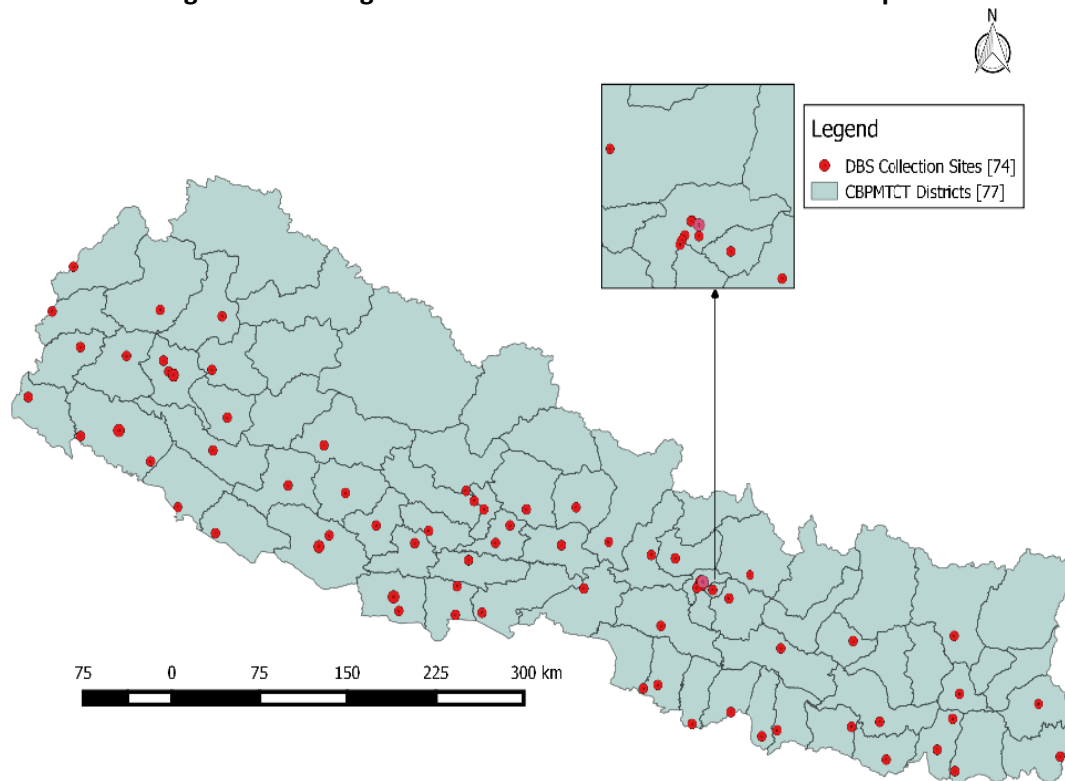 N
Legend
DBS Collection Sites [74]
CBPMTCT Districts [77]
75 0 75 150 225 300 km